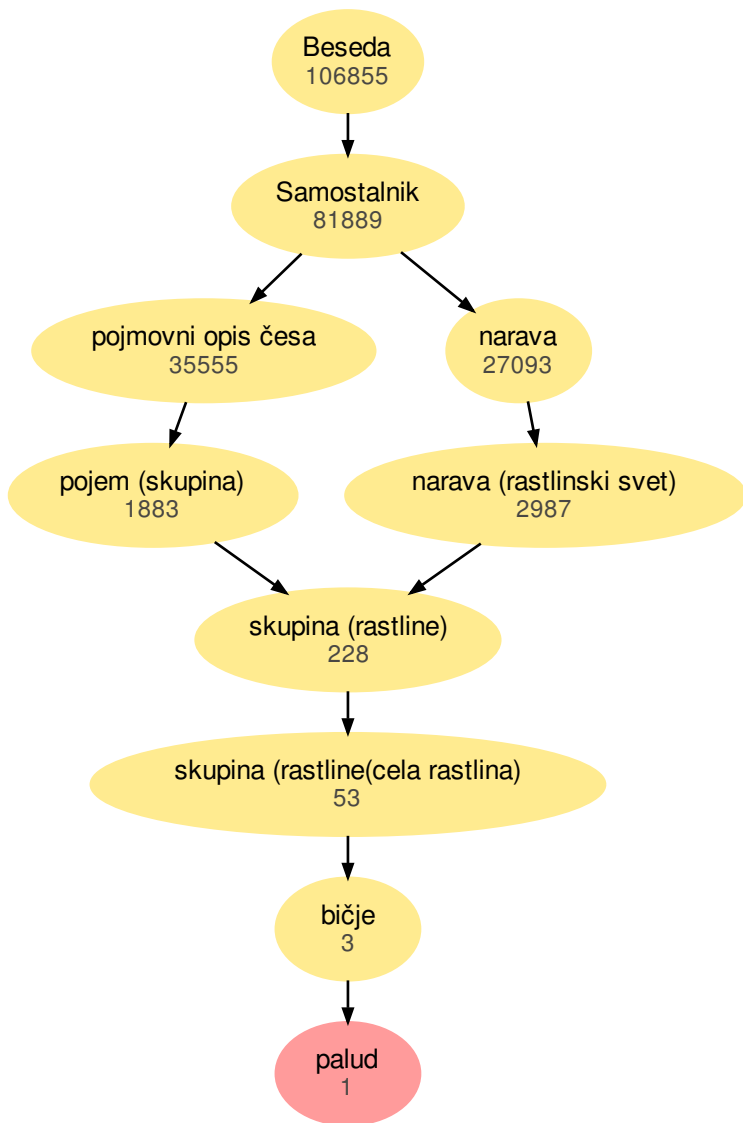 Beseda
106855
Samostalnik
81889
pojmovni opis česa
35555
narava
27093
pojem (skupina)
1883
narava (rastlinski svet)
2987
skupina (rastline)
228
skupina (rastline(cela rastlina)
53
bičje
3
palud
1